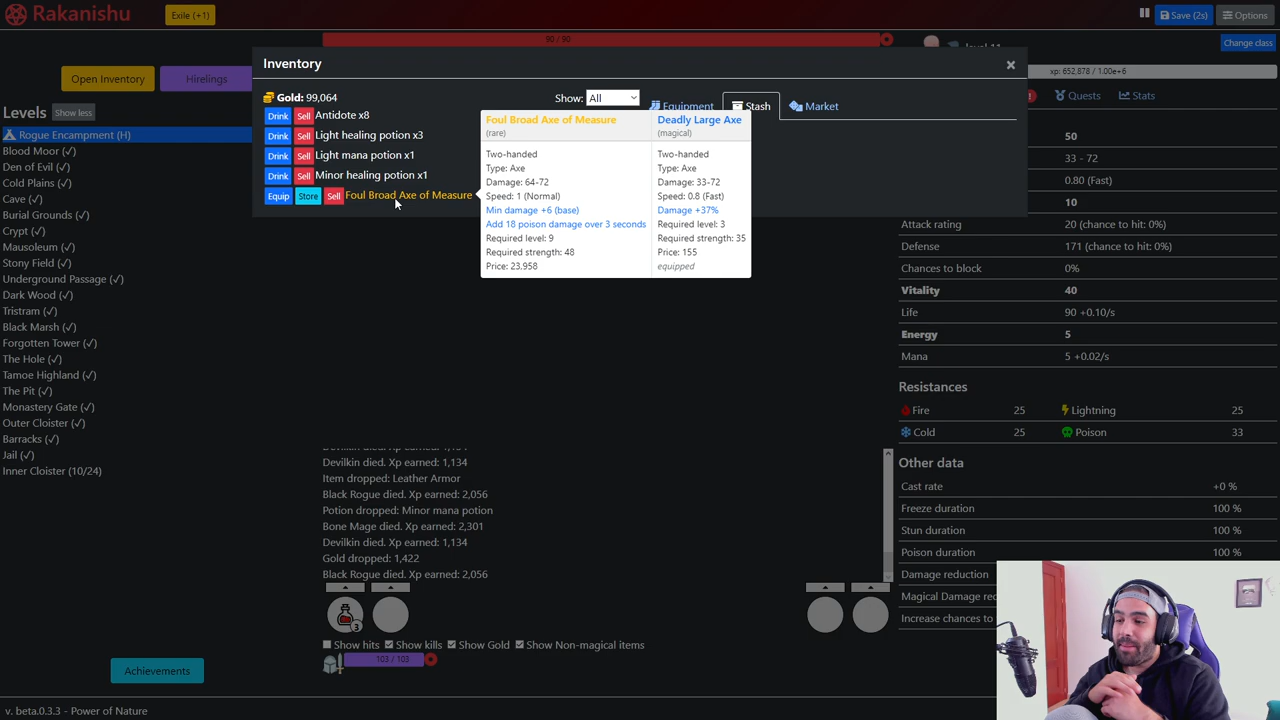 Rakanishu
Exile (+1)
Save (2s)
Options
90 / 90
level 11
Change class
Open Inventory
Hirelings
xp: 652,878 / 1.00e+6
Quests
Stats
Levels
Show less
Rogue Encampment (H)
Blood Moor (✓)
Den of Evil (✓)
Cold Plains (✓)
Cave (✓)
Burial Grounds (✓)
Crypt (✓)
Mausoleum (✓)
Stony Field (✓)
Underground Passage (✓)
Dark Wood (✓)
Tristram (✓)
Black Marsh (✓)
Forgotten Tower (✓)
The Hole (✓)
Tamoe Highland (✓)
The Pit (✓)
Monastery Gate (✓)
Outer Cloister (✓)
Barracks (✓)
Jail (✓)
Inner Cloister (10/24)
Achievements
v. beta.0.3.3 - Power of Nature
Inventory
×
Gold: 99,064
Show: All
Equipment
Stash
Market
Drink Sell Antidote x8
Drink Sell Light healing potion x3
Drink Sell Light mana potion x1
Drink Sell Minor healing potion x1
Equip Store Sell Foul Broad Axe of Measure
Foul Broad Axe of Measure
(rare)
Two-handed
Type: Axe
Damage: 64-72
Speed: 1 (Normal)
Min damage +6 (base)
Add 18 poison damage over 3 seconds
Required level: 9
Required strength: 48
Price: 23,958
Deadly Large Axe
(magical)
Two-handed
Type: Axe
Damage: 33-72
Speed: 0.8 (Fast)
Damage +37%
Required level: 3
Required strength: 35
Price: 155
equipped
50
33 - 72
0.80 (Fast)
10
Attack rating 20 (chance to hit: 0%)
Defense 171 (chance to hit: 0%)
Chances to block 0%
Vitality 40
Life 90 +0.10/s
Energy 5
Mana 5 +0.02/s
Resistances
Fire 25 Lightning 25
Cold 25 Poison 33
Other data
Cast rate +0 %
Freeze duration 100 %
Stun duration 100 %
Poison duration 100 %
Damage reduction
Magical Damage
Increase chances to
Devilkin died. Xp earned: 1,134
Item dropped: Leather Armor
Black Rogue died. Xp earned: 2,056
Potion dropped: Minor mana potion
Bone Mage died. Xp earned: 2,301
Devilkin died. Xp earned: 1,134
Gold dropped: 1,422
Black Rogue died. Xp earned: 2,056
3
Show hits Show kills Show Gold Show Non-magical items
103 / 103